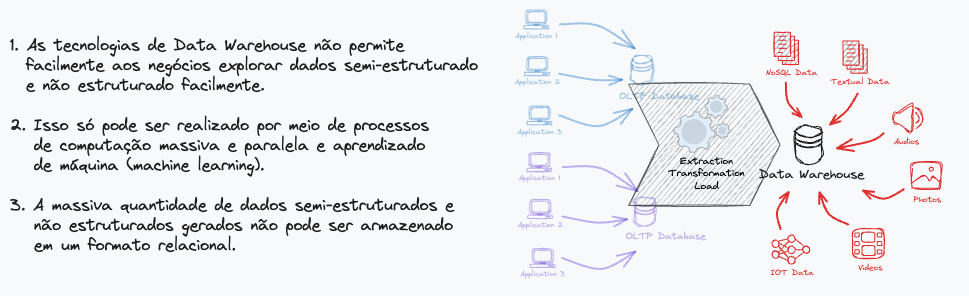 1. As tecnologias de Data Warehouse não permite
facilmente aos negócios explorar dados semi-estruturado
e não estruturado facilmente.
2. Isso só pode ser realizado por meio de processos
de computação massiva e paralela e aprendizado
de máquina (machine learning).
3. A massiva quantidade de dados semi-estruturados e
não estruturados gerados não pode ser armazenado
em um formato relacional.
Application 1
Application 2
Application 3
OLTP Database
Application 1
Application 2
Application 3
OLTP Database
Extraction
Transformation
Load
Data Warehouse
NoSQL Data
Textual Data
Audios
Photos
Videos
IOT Data